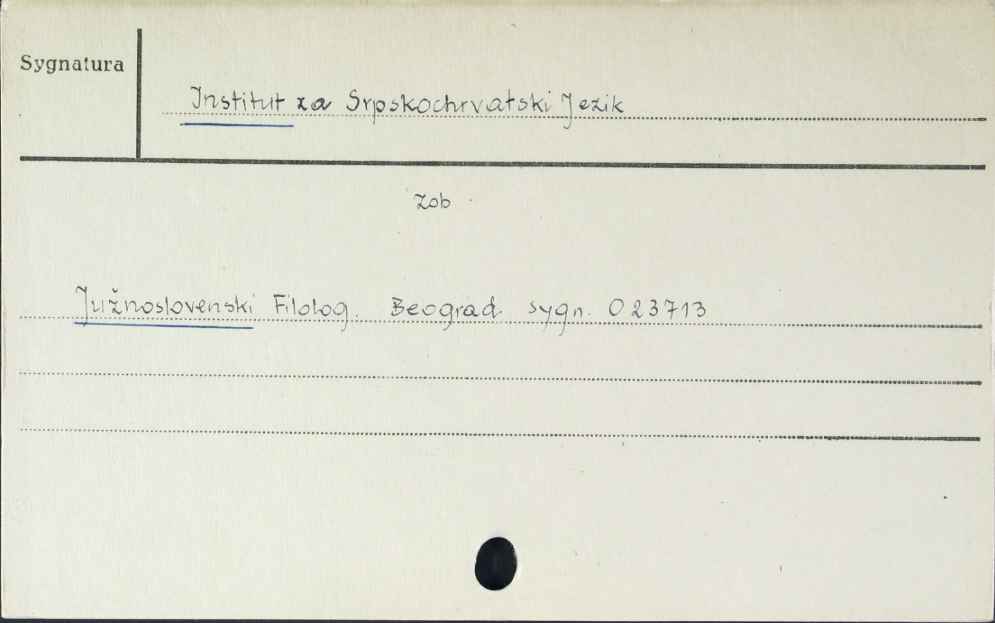 Sygnatura
Institut za Srpskochrvatski Jezik
Zob
Južnoslovenski Filolog. Beograd. sygn. 023713